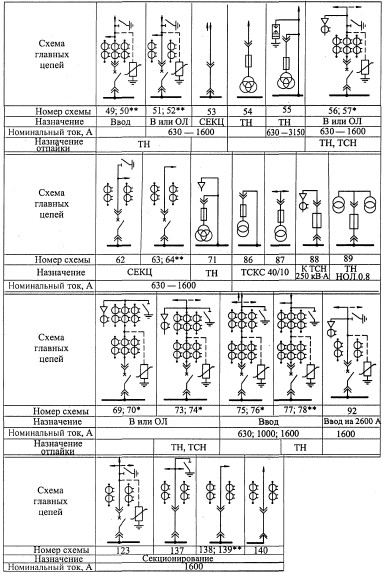 Схема
главных
цепей
Номер схемы 49; 50** 51; 52** 53 54 55 56; 57*
Назначение Ввод В или ОЛ СЕКЦ ТН ТН В или ОЛ
Номинальный ток, А 630 — 1600 630—3150 630 — 1600
Назначение
отпайки ТН ТН, ТСН
Схема
главных
цепей
Номер схемы 62 63; 64** 71 86 87 88 89
Назначение СЕКЦ ТН ТСКС 40/10 К ТСН
250 кВ·А ТН
НОЛ.0.8
Номинальный ток, А 630 — 1600
Схема
главных
цепей
Номер схемы 69; 70* 73; 74* 75; 76* 77; 78** 92
Назначение В или ОЛ Ввод Ввод на 2600 А
Номинальный ток, А 630; 1000; 1600 1600
Назначение
отпайки ТН, ТСН ТН
Схема
главных
цепей
Номер схемы 123 137 138; 139** 140
Назначение Секционирование
Номинальный ток, А 1600